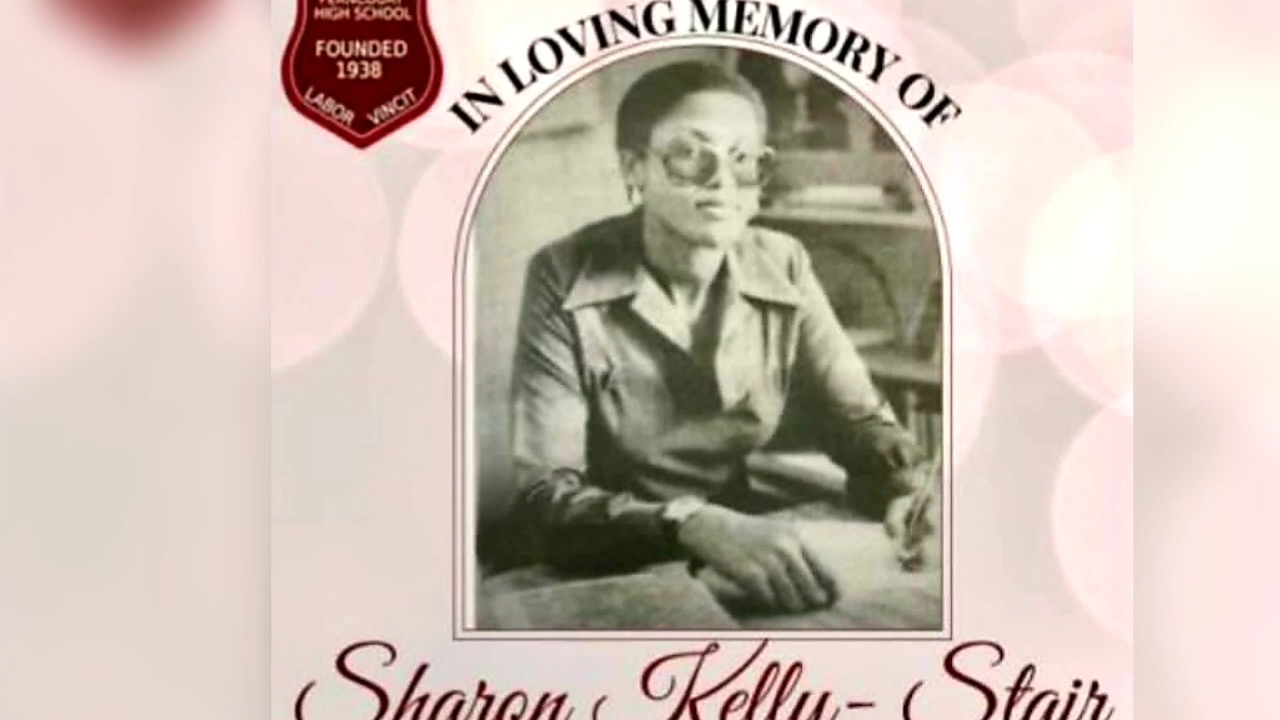 HIGH SCHOOL
FOUNDED
1938
LABOR VINCIT
IN LOVING MEMORY OF
Sharon Kelly- Stair